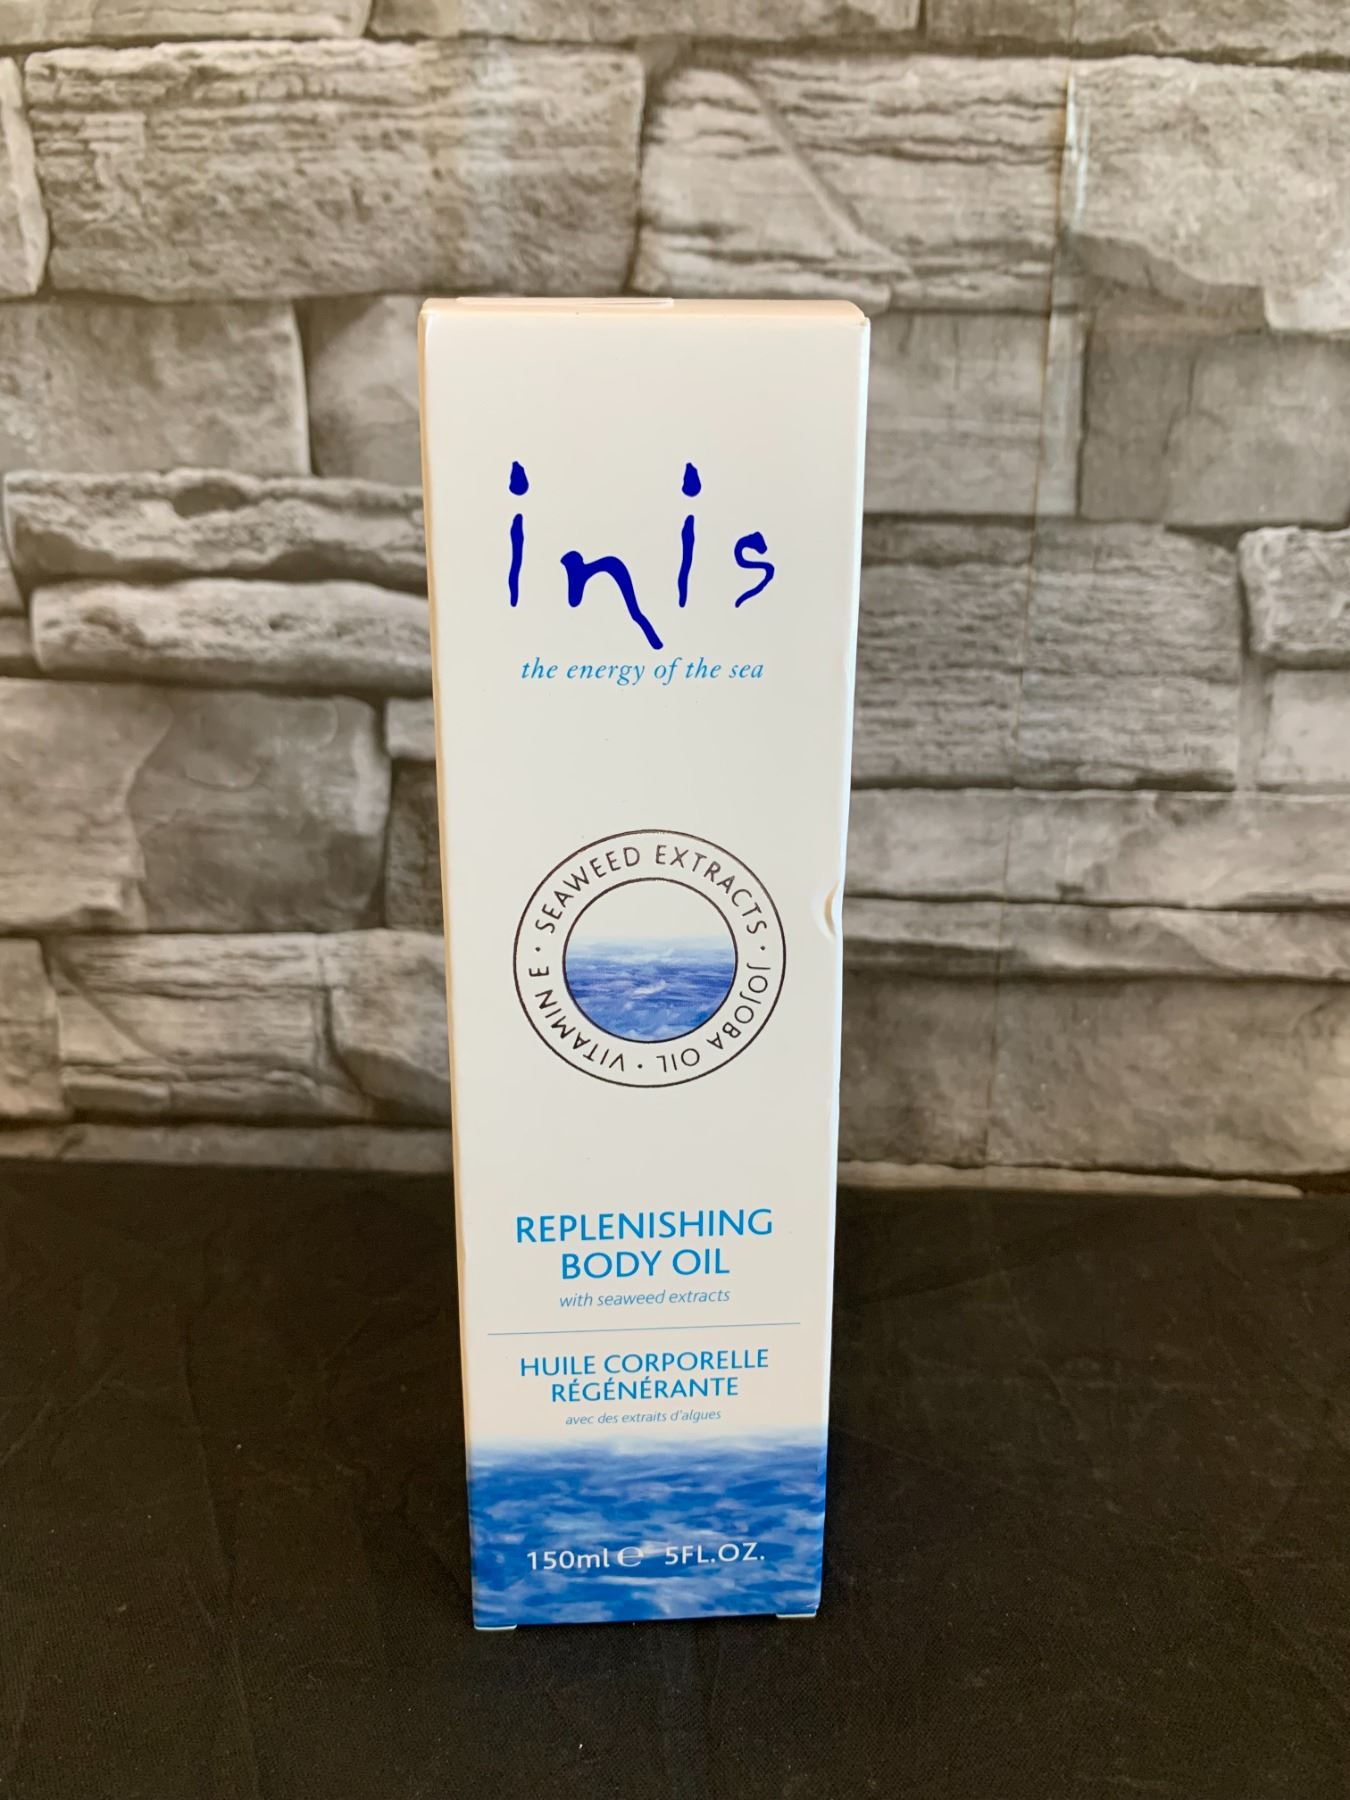 inis
the energy of the sea
SEAWEED EXTRACTS · JOJOBA OIL · VITAMIN E ·
REPLENISHING
BODY OIL
with seaweed extracts
HUILE CORPORELLE
RÉGÉNÉRANTE
avec des extraits d'algues
150ml ℮ 5FL.OZ.